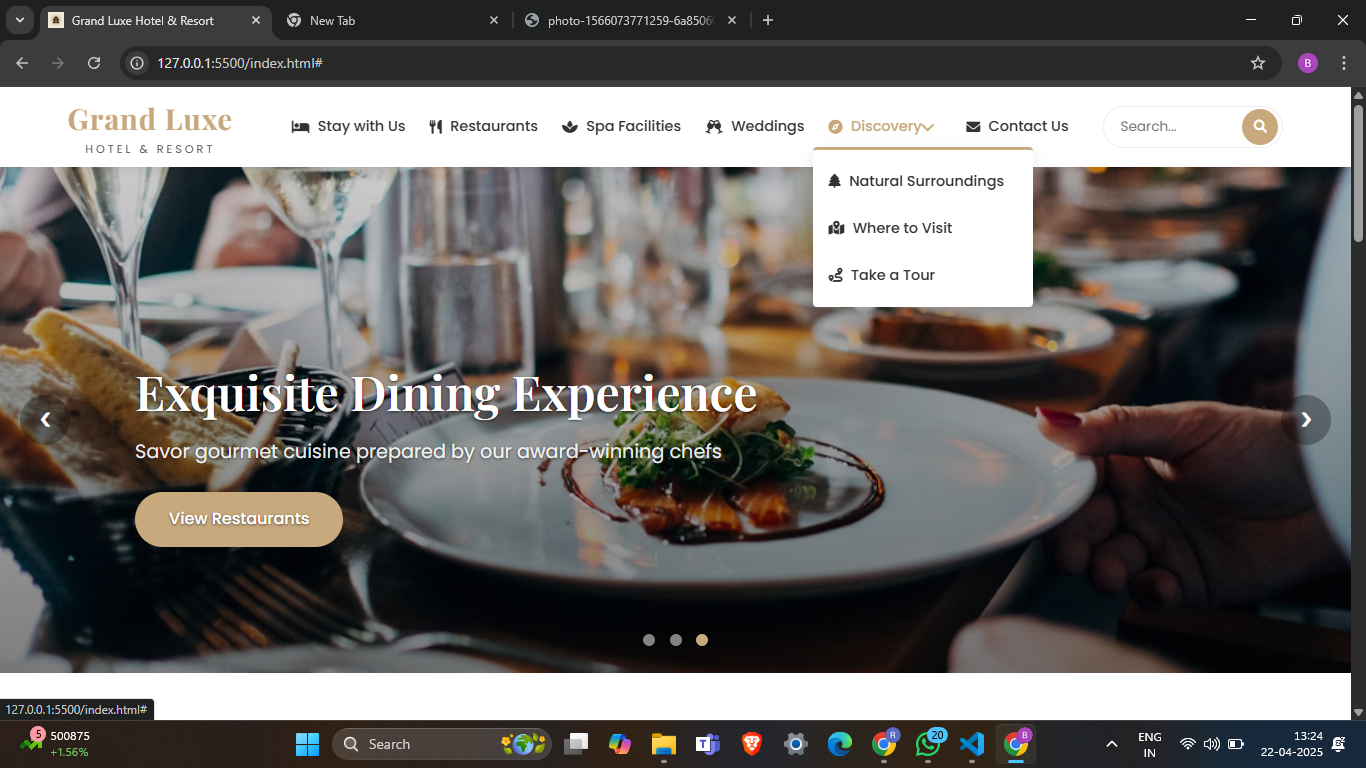 Grand Luxe Hotel & Resort
New Tab
photo-1566073771259-6a8506
127.0.0.1:5500/index.html#
B
Grand Luxe
HOTEL & RESORT
Stay with Us
Restaurants
Spa Facilities
Weddings
Discovery
Contact Us
Search...
Natural Surroundings
Where to Visit
Take a Tour
Exquisite Dining Experience
Savor gourmet cuisine prepared by our award-winning chefs
View Restaurants
127.0.0.1:5500/index.html#
5
500875
+1.56%
Search
R
20
B
ENG
IN
13:24
22-04-2025